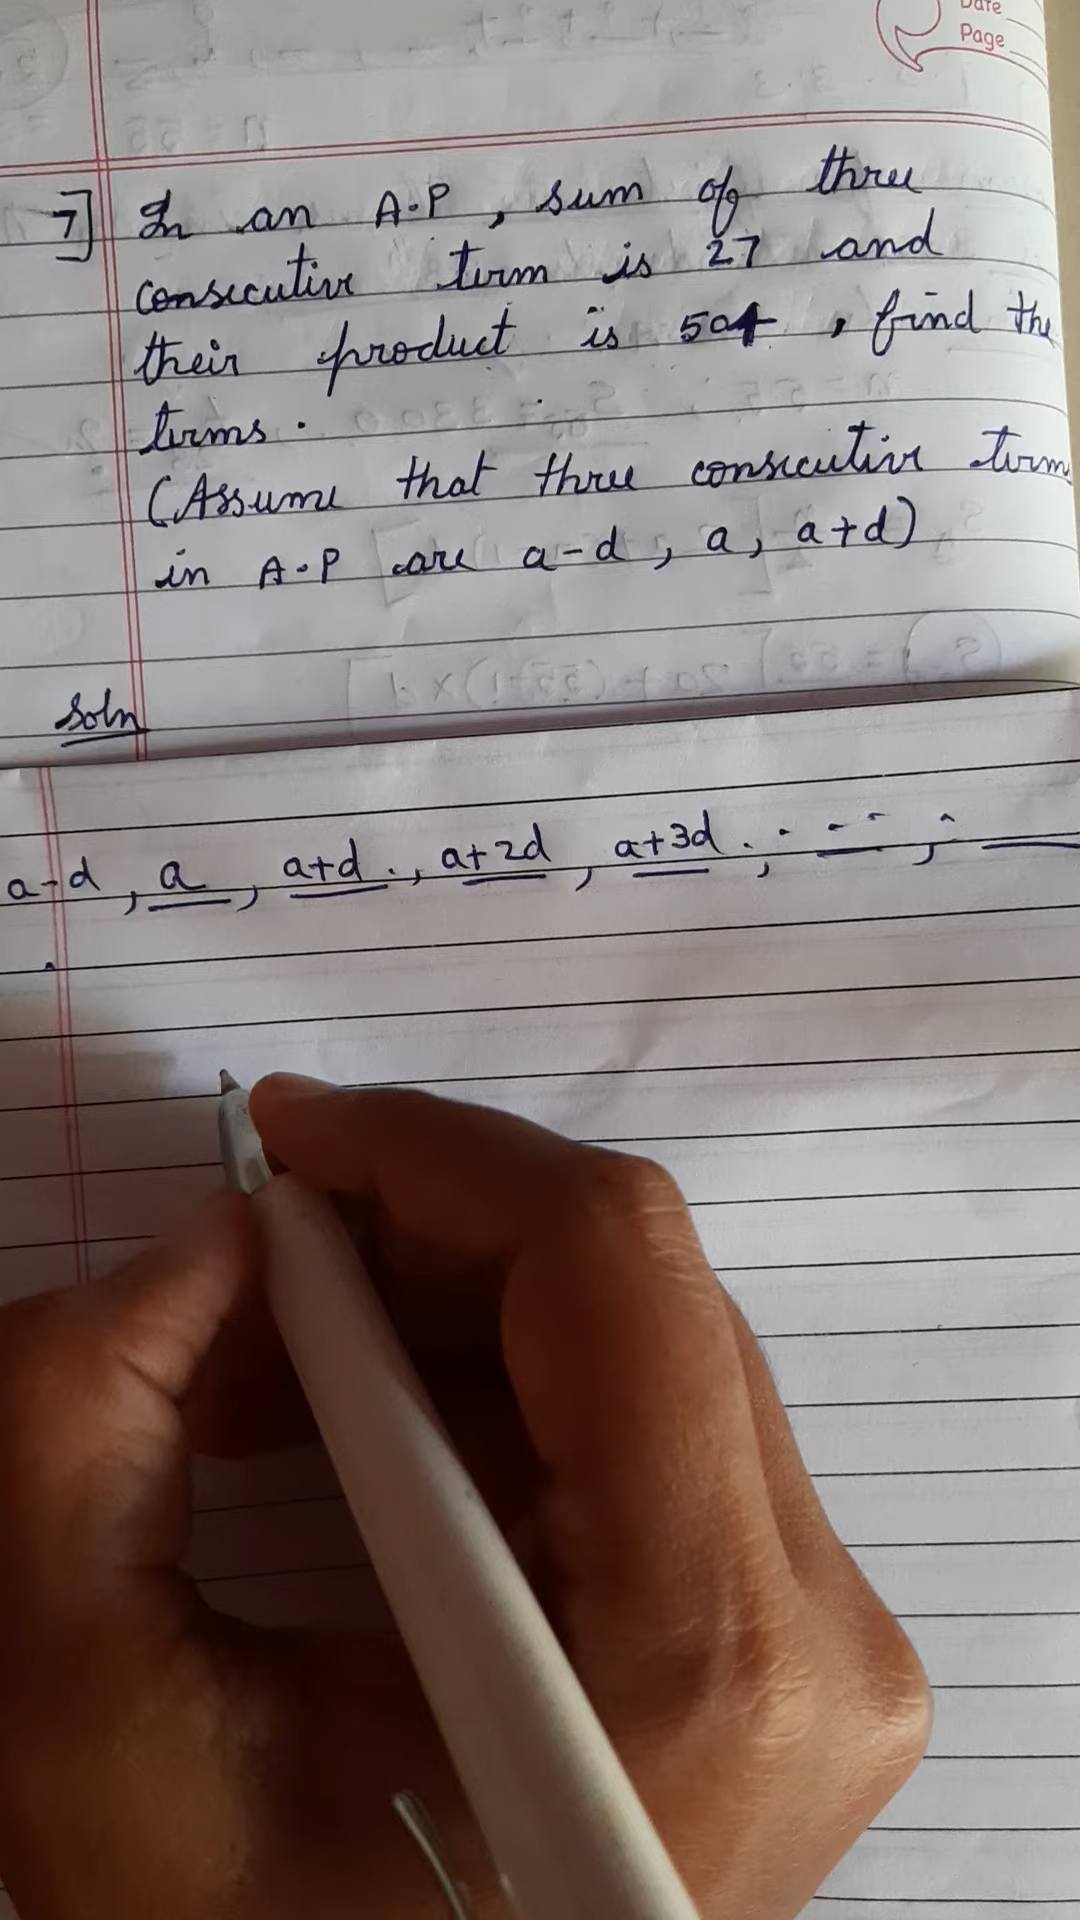 Date
Page
7] In an A.P, sum of three
consecutive term is 27 and
their product is 504, find the
terms.
(Assume that three consecutive term
in A.P are a-d, a, a+d)
Soln
a-d, a, a+d., a+2d, a+3d.